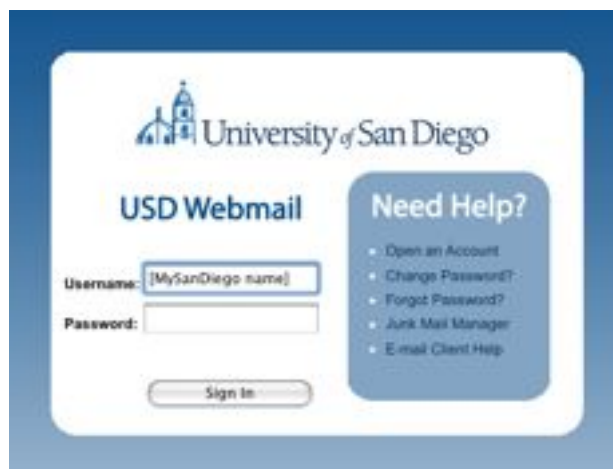 University of San Diego
USD Webmail
Username: [MySanDiego name]
Password:
Sign In
Need Help?
Open an Account
Change Password?
Forgot Password?
Junk Mail Manager
E-mail Client Help